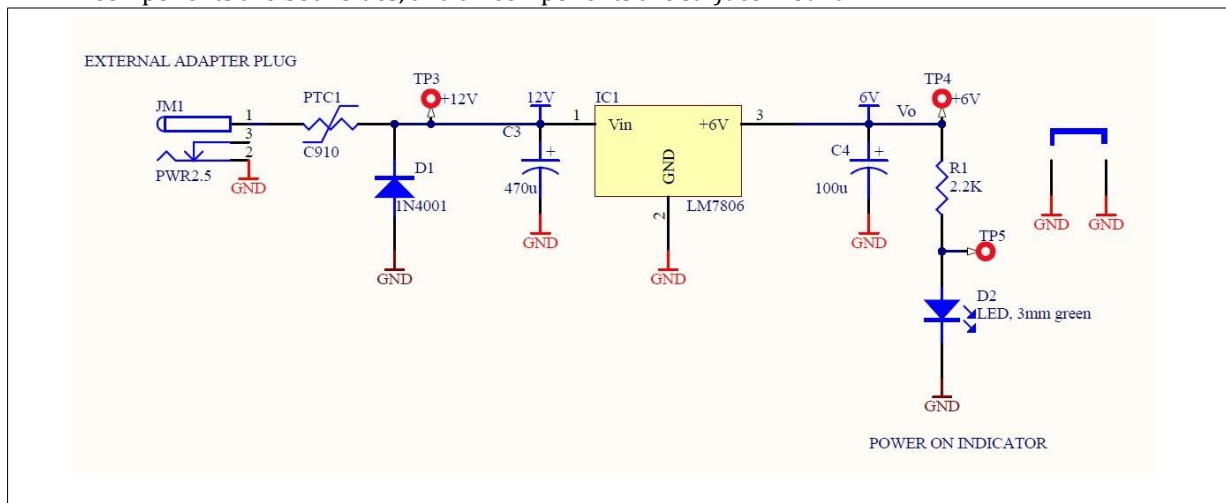 EXTERNAL ADAPTER PLUG
JM1
1
3
2
PWR2.5
GND
PTC1
C910
TP3
+12V
D1
1N4001
GND
12V
C3
+
470u
GND
IC1
1
Vin
+6V
3
GND
2
LM7806
GND
6V
Vo
TP4
+6V
C4
+
100u
GND
R1
2.2K
TP5
D2
LED, 3mm green
GND
GND
GND
POWER ON INDICATOR